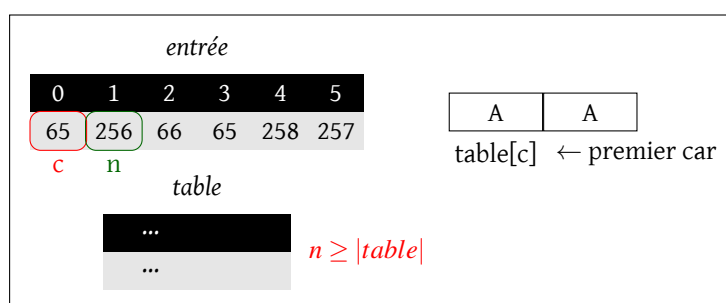 entrée
0 1 2 3 4 5
65 256 66 65 258 257
c n
A A
table[c] ← premier car
table
...
...
n ≥ |table|